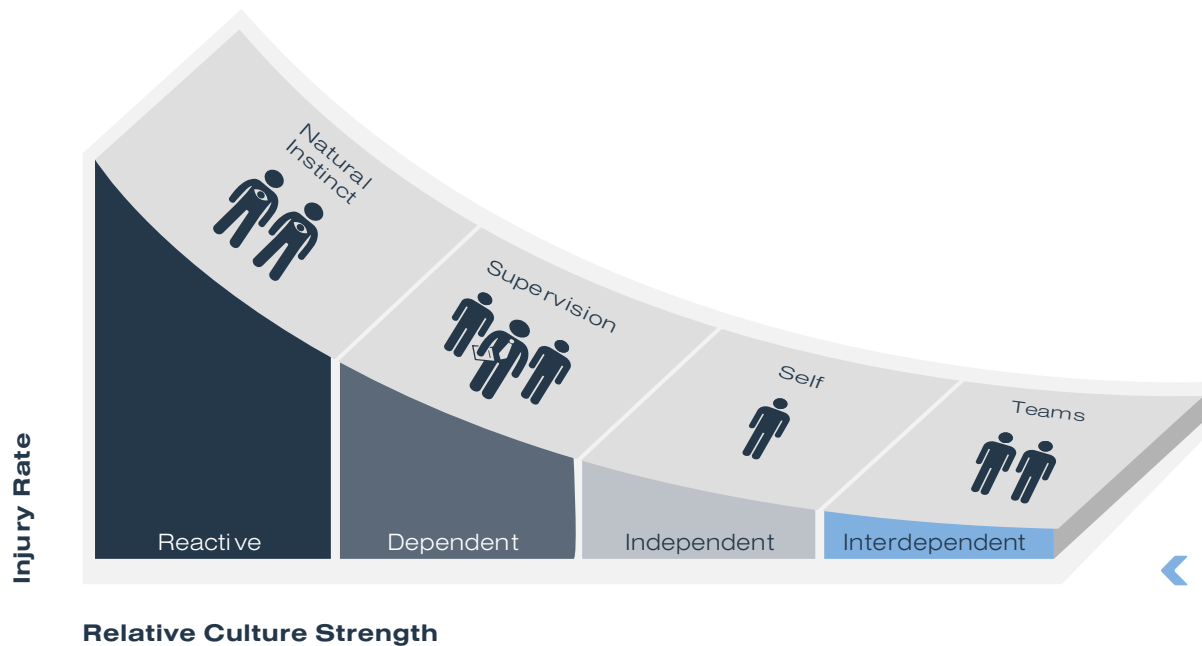 Natural
Instinct
Supervision
Self
Teams
Injury Rate
Reactive
Dependent
Independent
Interdependent
Relative Culture Strength